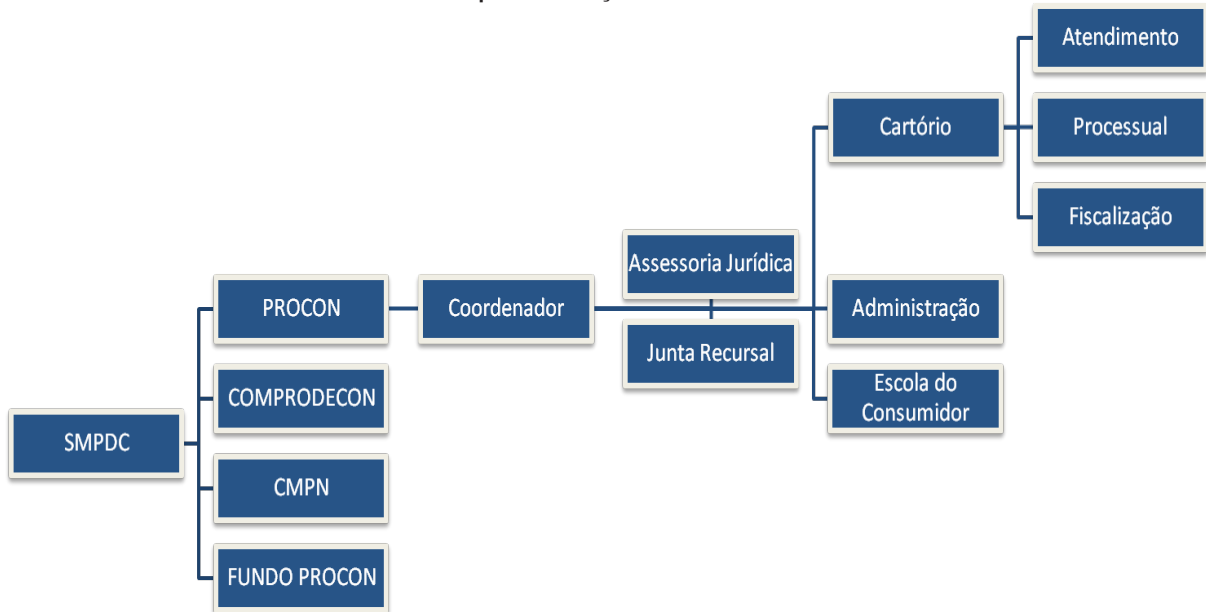 SMPDC
PROCON
COMPRODECON
CMPN
FUNDO PROCON
Coordenador
Assessoria Jurídica
Junta Recursal
Cartório
Administração
Escola do
Consumidor
Atendimento
Processual
Fiscalização